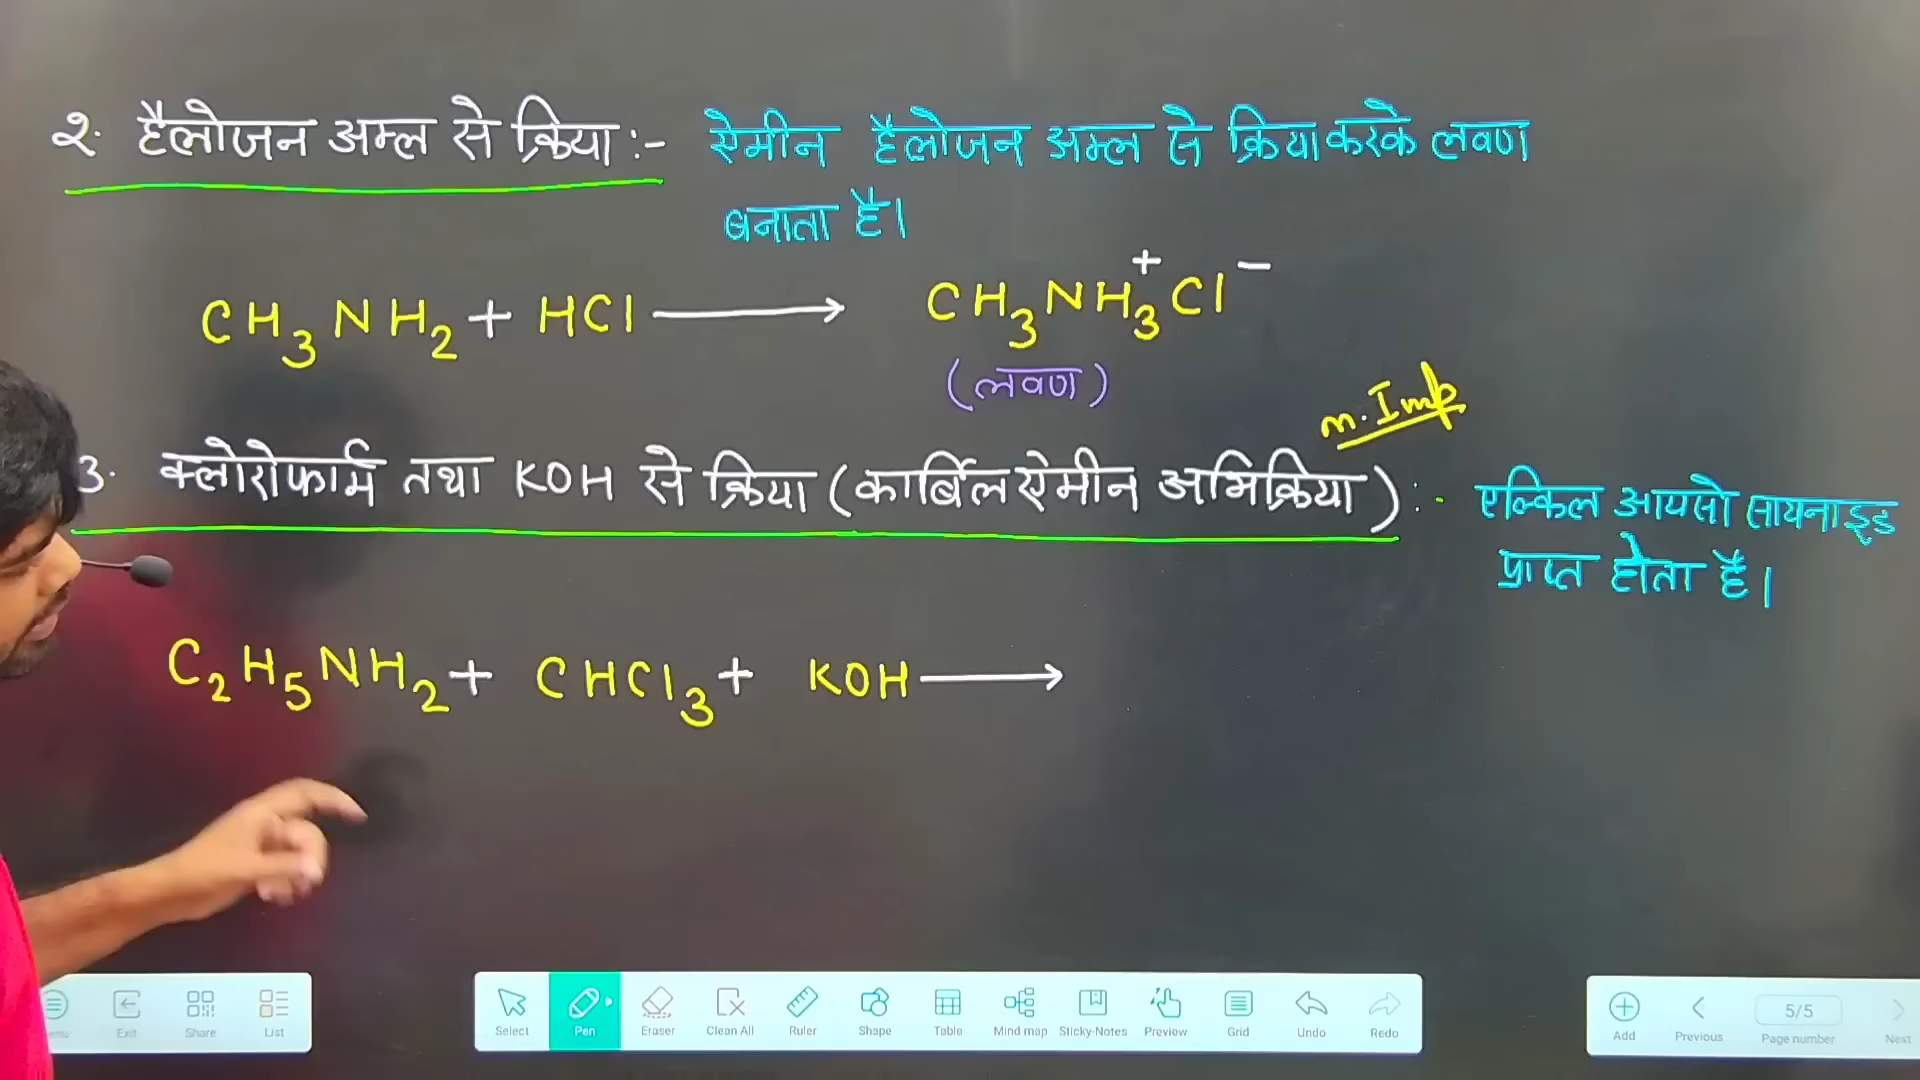 २. हैलोजन अम्ल से क्रिया :- ऐमीन हैलोजन अम्ल से क्रिया करके लवण
बनाता है।
CH3NH2 + HCl ⟶ CH3NH3⁺Cl⁻
(लवण)
m. Imp
3. क्लोरोफार्म तथा KOH से क्रिया (कार्बिल ऐमीन अभिक्रिया) :- एल्किल आयसो सायनाइड
प्राप्त होता है।
C2H5NH2 + CHCl3 + KOH ⟶
Exit Share List Select Pen Eraser Clean All Ruler Shape Table Mind map Sticky-Notes Preview Grid Undo Redo Add Previous 5/5 Page number Next